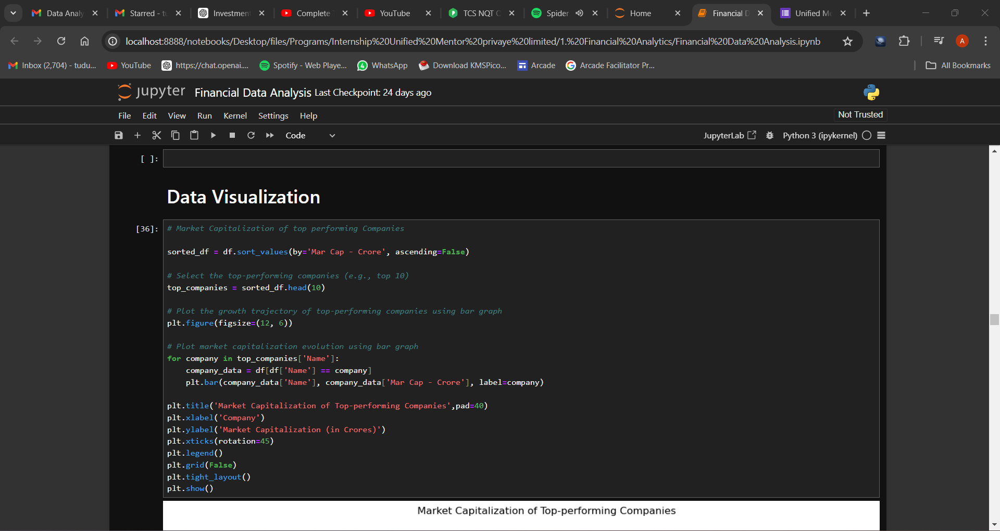 Data Analy
Starred - tu
Investment
Complete
YouTube
TCS NQT C
Spider
Home
Financial D
Unified Me
localhost:8888/notebooks/Desktop/files/Programs/Internship%20Unified%20Mentor%20privaye%20limited/1.%20Financial%20Analytics/Financial%20Data%20Analysis.ipynb
A
Inbox (2,704) - tudu...
YouTube
https://chat.openai....
Spotify - Web Playe...
4
WhatsApp
Download KMSPico...
Arcade
Arcade Facilitator Pr...
All Bookmarks
jupyter
Financial Data Analysis Last Checkpoint: 24 days ago
File Edit View Run Kernel Settings Help
Not Trusted
Code
JupyterLab
Python 3 (ipykernel)
[ ]:
Data Visualization
[36]:
# Market Capitalization of top performing Companies
sorted_df = df.sort_values(by='Mar Cap - Crore', ascending=False)
# Select the top-performing companies (e.g., top 10)
top_companies = sorted_df.head(10)
# Plot the growth trajectory of top-performing companies using bar graph
plt.figure(figsize=(12, 6))
# Plot market capitalization evolution using bar graph
for company in top_companies['Name']:
    company_data = df[df['Name'] == company]
    plt.bar(company_data['Name'], company_data['Mar Cap - Crore'], label=company)
plt.title('Market Capitalization of Top-performing Companies',pad=40)
plt.xlabel('Company')
plt.ylabel('Market Capitalization (in Crores)')
plt.xticks(rotation=45)
plt.legend()
plt.grid(False)
plt.tight_layout()
plt.show()
Market Capitalization of Top-performing Companies